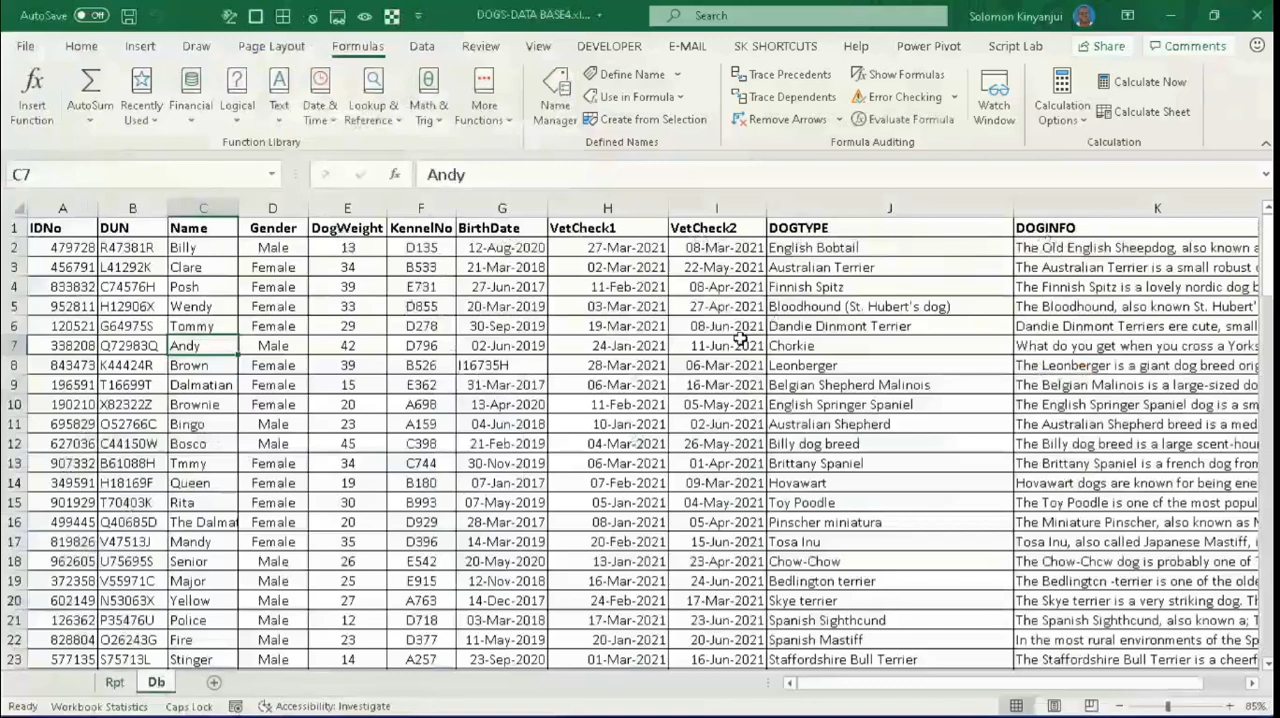 AutoSave Off DOGS-DATA BASE4.xl... Search Solomon Kinyanjui
File Home Insert Draw Page Layout Formulas Data Review View DEVELOPER E-MAIL SK SHORTCUTS Help Power Pivot Script Lab Share Comments
Insert Function AutoSum Recently Used Financial Logical Text Date & Time Lookup & Reference Math & Trig More Functions
Function Library
Name Manager Define Name Use in Formula Create from Selection
Defined Names
Trace Precedents Show Formulas
Trace Dependents Error Checking
Remove Arrows Evaluate Formula
Watch Window
Formula Auditing
Calculation Options Calculate Now Calculate Sheet
Calculation
C7 fx Andy
A B C D E F G H I J K
1 IDNo DUN Name Gender DogWeight KennelNo BirthDate VetCheck1 VetCheck2 DOGTYPE DOGINFO
2 479728 R47381R Billy Male 13 D135 12-Aug-2020 27-Mar-2021 08-Mar-2021 English Bobtail The Old English Sheepdog, also known a
3 456791 L41292K Clare Female 34 B533 21-Mar-2018 02-Mar-2021 22-May-2021 Australian Terrier The Australian Terrier is a small robust
4 833832 C74576H Posh Female 39 E731 27-Jun-2017 11-Feb-2021 08-Apr-2021 Finnish Spitz The Finnish Spitz is a lovely nordic dog b
5 952811 H12906X Wendy Female 33 D855 20-Mar-2019 03-Mar-2021 27-Apr-2021 Bloodhound (St. Hubert's dog) The Bloodhound, also known St. Hubert'
6 120521 G64975S Tommy Female 29 D278 30-Sep-2019 19-Mar-2021 08-Jun-2021 Dandie Dinmont Terrier Dandie Dinmont Terriers are cute, small
7 338208 Q72983Q Andy Male 42 D796 02-Jun-2019 24-Jan-2021 11-Jun-2021 Chorkie What do you get when you cross a Yorks
8 843473 K44424R Brown Female 39 B526 I16735H 28-Mar-2021 06-Mar-2021 Leonberger The Leonberger is a giant dog breed orig
9 196591 T16699T Dalmatian Female 15 E362 31-Mar-2017 06-Mar-2021 16-Mar-2021 Belgian Shepherd Malinois The Belgian Malinois is a large-sized do
10 190210 X82322Z Brownie Female 20 A698 13-Apr-2020 11-Feb-2021 05-May-2021 English Springer Spaniel The English Springer Spaniel dog is a sm
11 695829 O52766C Bingo Female 23 A159 04-Jun-2018 10-Jan-2021 02-Jun-2021 Australian Shepherd The Australian Shepherd breed is a med
12 627036 C44150W Bosco Male 45 C398 21-Feb-2019 04-Mar-2021 26-May-2021 Billy dog breed The Billy dog breed is a large scent-hou
13 907332 B61088H Tmmy Female 34 C744 30-Nov-2019 06-Mar-2021 01-Apr-2021 Brittany Spaniel The Brittany Spaniel is a french dog from
14 349591 H18169F Queen Female 19 B180 07-Jan-2017 07-Feb-2021 09-Mar-2021 Hovawart Hovawart dogs are known for being ene
15 901929 T70403K Rita Female 30 B993 07-May-2019 05-Jan-2021 04-May-2021 Toy Poodle The Toy Poodle is one of the most popul
16 499445 Q40685D The Dalmat Female 20 D929 28-Mar-2017 08-Jan-2021 05-Apr-2021 Pinscher miniatura The Miniature Pinscher, also known as M
17 819826 V47513J Mandy Female 35 D396 14-Mar-2019 20-Feb-2021 15-Jun-2021 Tosa Inu Tosa Inu, also called Japanese Mastiff, i
18 962605 U75695S Senior Male 26 E542 20-May-2020 13-Jan-2021 23-Apr-2021 Chow-Chow The Chow-Chcw dog is probably one of T
19 372358 V55971C Major Male 25 E915 12-Nov-2018 16-Mar-2021 24-Jun-2021 Bedlington terrier The Bedlingtcn -terrier is one of the olde
20 602149 N53063X Yellow Male 27 A763 14-Dec-2017 24-Feb-2021 17-Mar-2021 Skye terrier The Skye terrier is a very striking dog. Th
21 126362 P35476U Police Male 12 D718 03-Mar-2018 17-Mar-2021 23-Jun-2021 Spanish Sighthcund The Spanish Sighthcund, also known a; T
22 828804 O26243G Fire Male 23 D377 11-May-2019 20-Jan-2021 20-Jun-2021 Spanish Mastiff In the most rural environments of the Sp
23 577135 S75713L Stinger Male 14 A257 23-Sep-2020 01-Mar-2021 16-Jun-2021 Staffordshire Bull Terrier The Staffordshire Bull Terrier is a cheerf
Rpt Db
Ready Workbook Statistics Caps Lock Accessibility: Investigate 85%